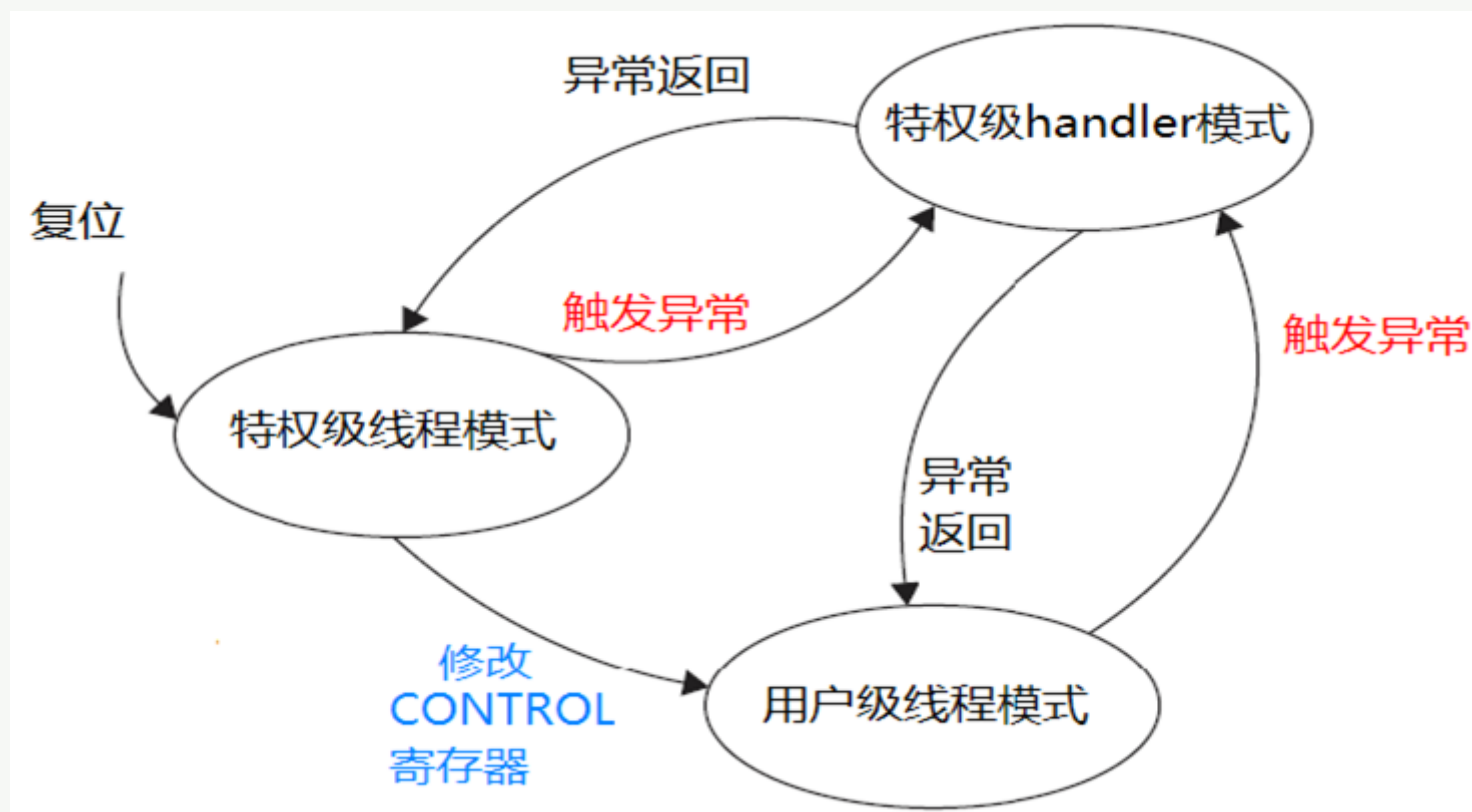 异常返回
特权级handler模式
复位
触发异常
触发异常
特权级线程模式
异常
返回
修改
CONTROL
寄存器
用户级线程模式